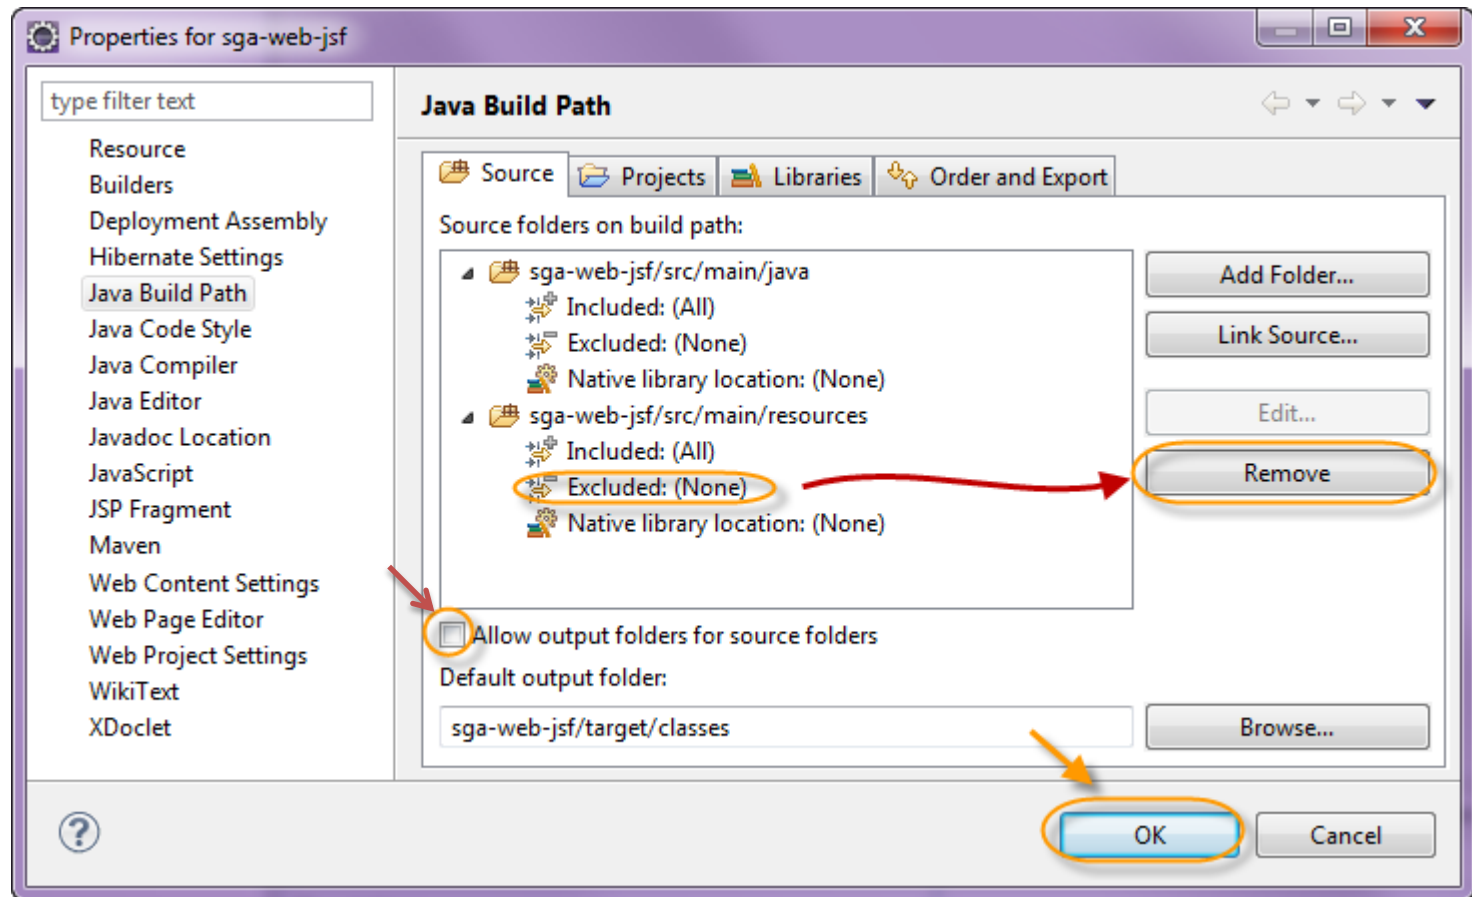 Properties for sga-web-jsf
type filter text
Resource
Builders
Deployment Assembly
Hibernate Settings
Java Build Path
Java Code Style
Java Compiler
Java Editor
Javadoc Location
JavaScript
JSP Fragment
Maven
Web Content Settings
Web Page Editor
Web Project Settings
WikiText
XDoclet
Java Build Path
Source
Projects
Libraries
Order and Export
Source folders on build path:
sga-web-jsf/src/main/java
Included: (All)
Excluded: (None)
Native library location: (None)
sga-web-jsf/src/main/resources
Included: (All)
Excluded: (None)
Native library location: (None)
Add Folder...
Link Source...
Edit...
Remove
Allow output folders for source folders
Default output folder:
sga-web-jsf/target/classes
Browse...
?
OK
Cancel